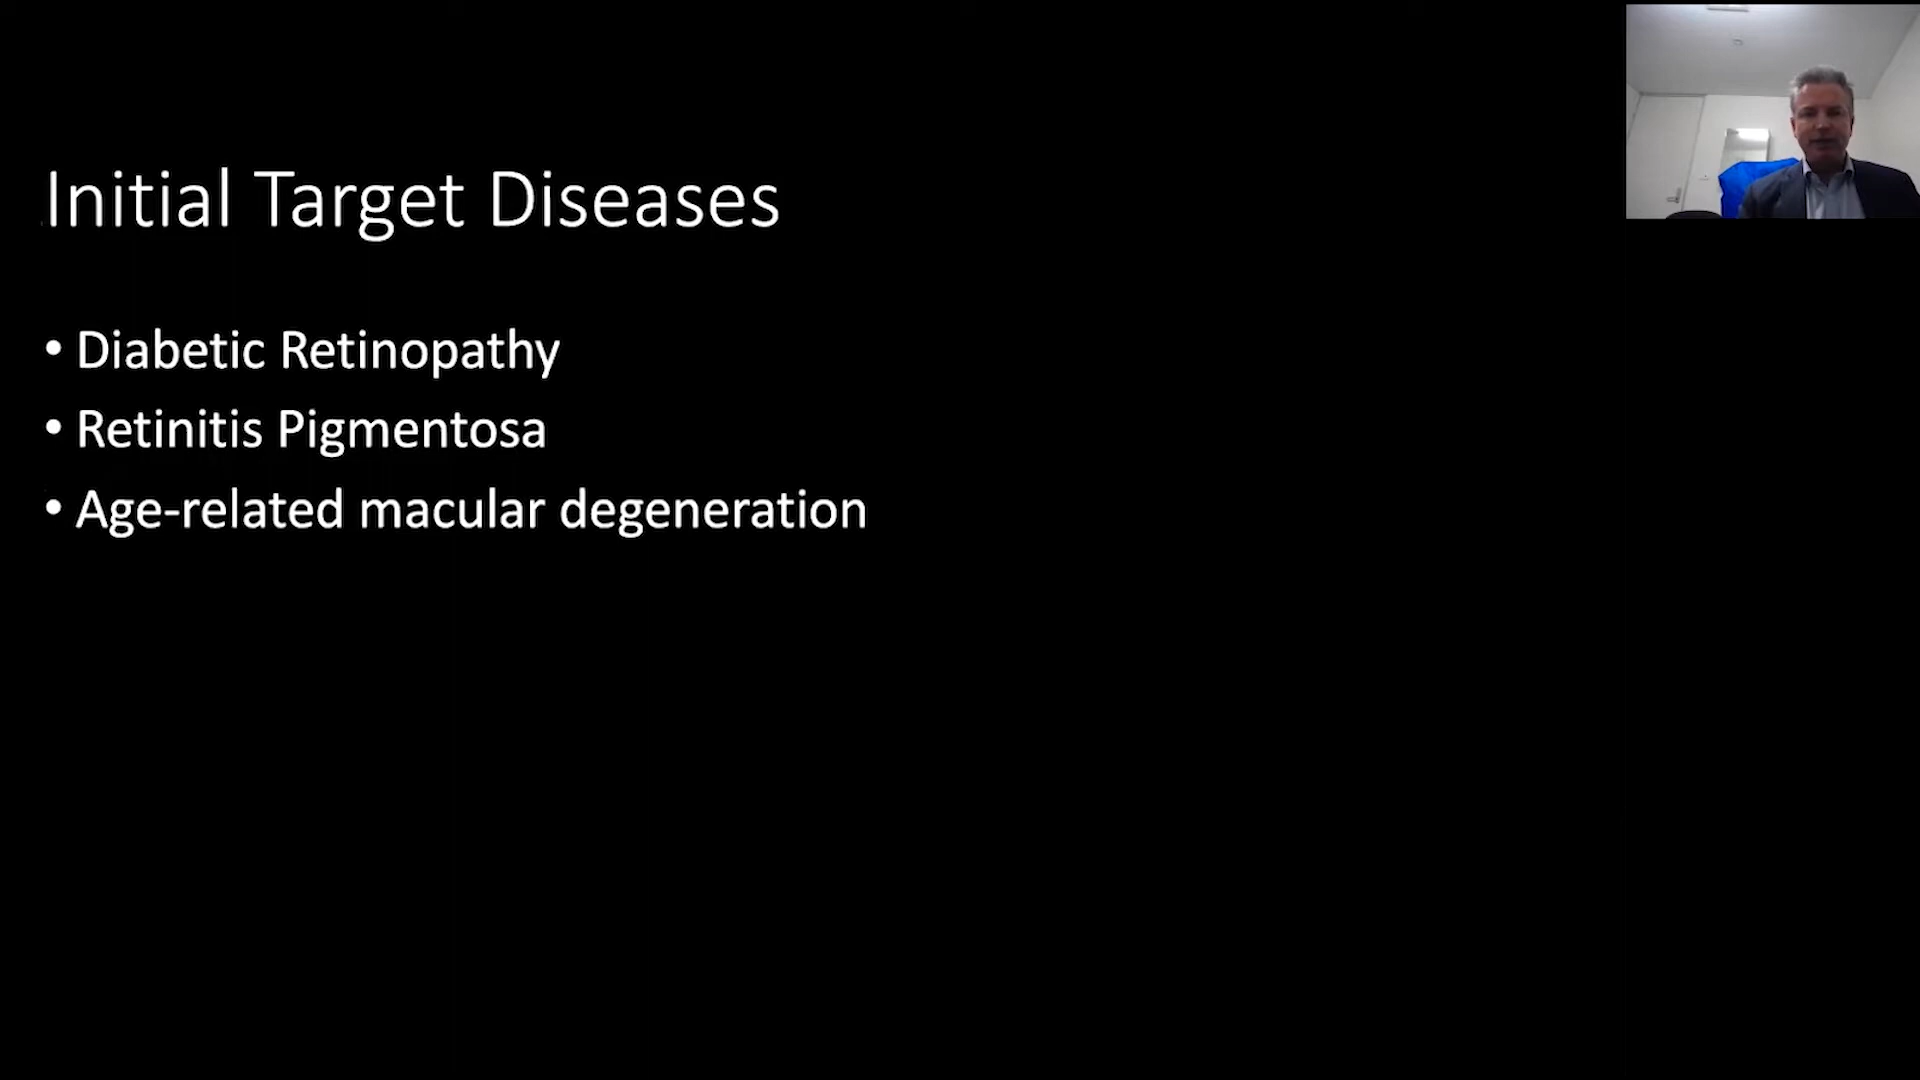 Initial Target Diseases
• Diabetic Retinopathy
• Retinitis Pigmentosa
• Age-related macular degeneration